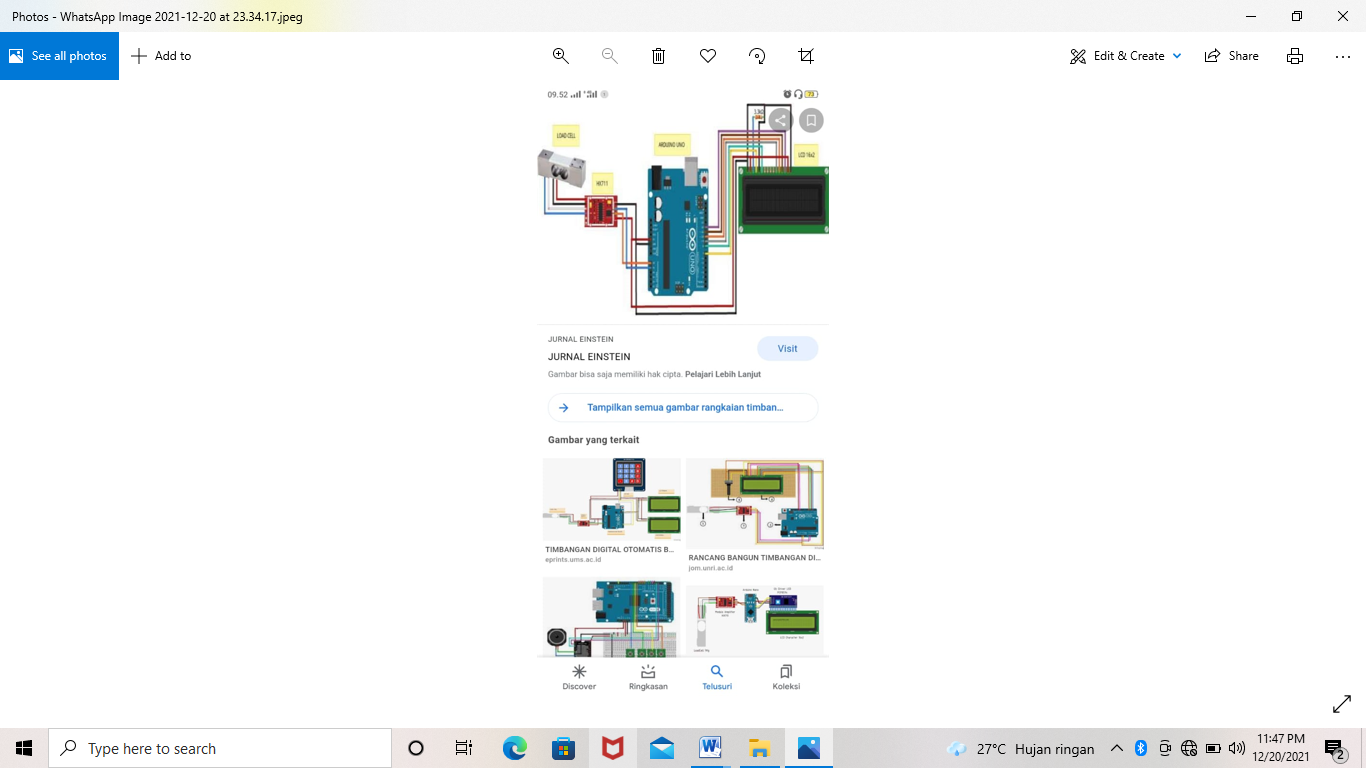 Photos - WhatsApp Image 2021-12-20 at 23.34.17.jpeg
See all photos
Add to
Edit & Create
Share
09.52
73
LOAD CELL
ARDUINO UNO
LCD 16x2
HX711
UNO
JURNAL EINSTEIN
JURNAL EINSTEIN
Visit
Gambar bisa saja memiliki hak cipta. Pelajari Lebih Lanjut
Tampilkan semua gambar rangkaian timban...
Gambar yang terkait
TIMBANGAN DIGITAL OTOMATIS B...
eprints.ums.ac.id
RANCANG BANGUN TIMBANGAN DI...
jom.unri.ac.id
Discover
Ringkasan
Telusuri
Koleksi
Type here to search
27°C Hujan ringan
11:47 PM
12/20/2021
2